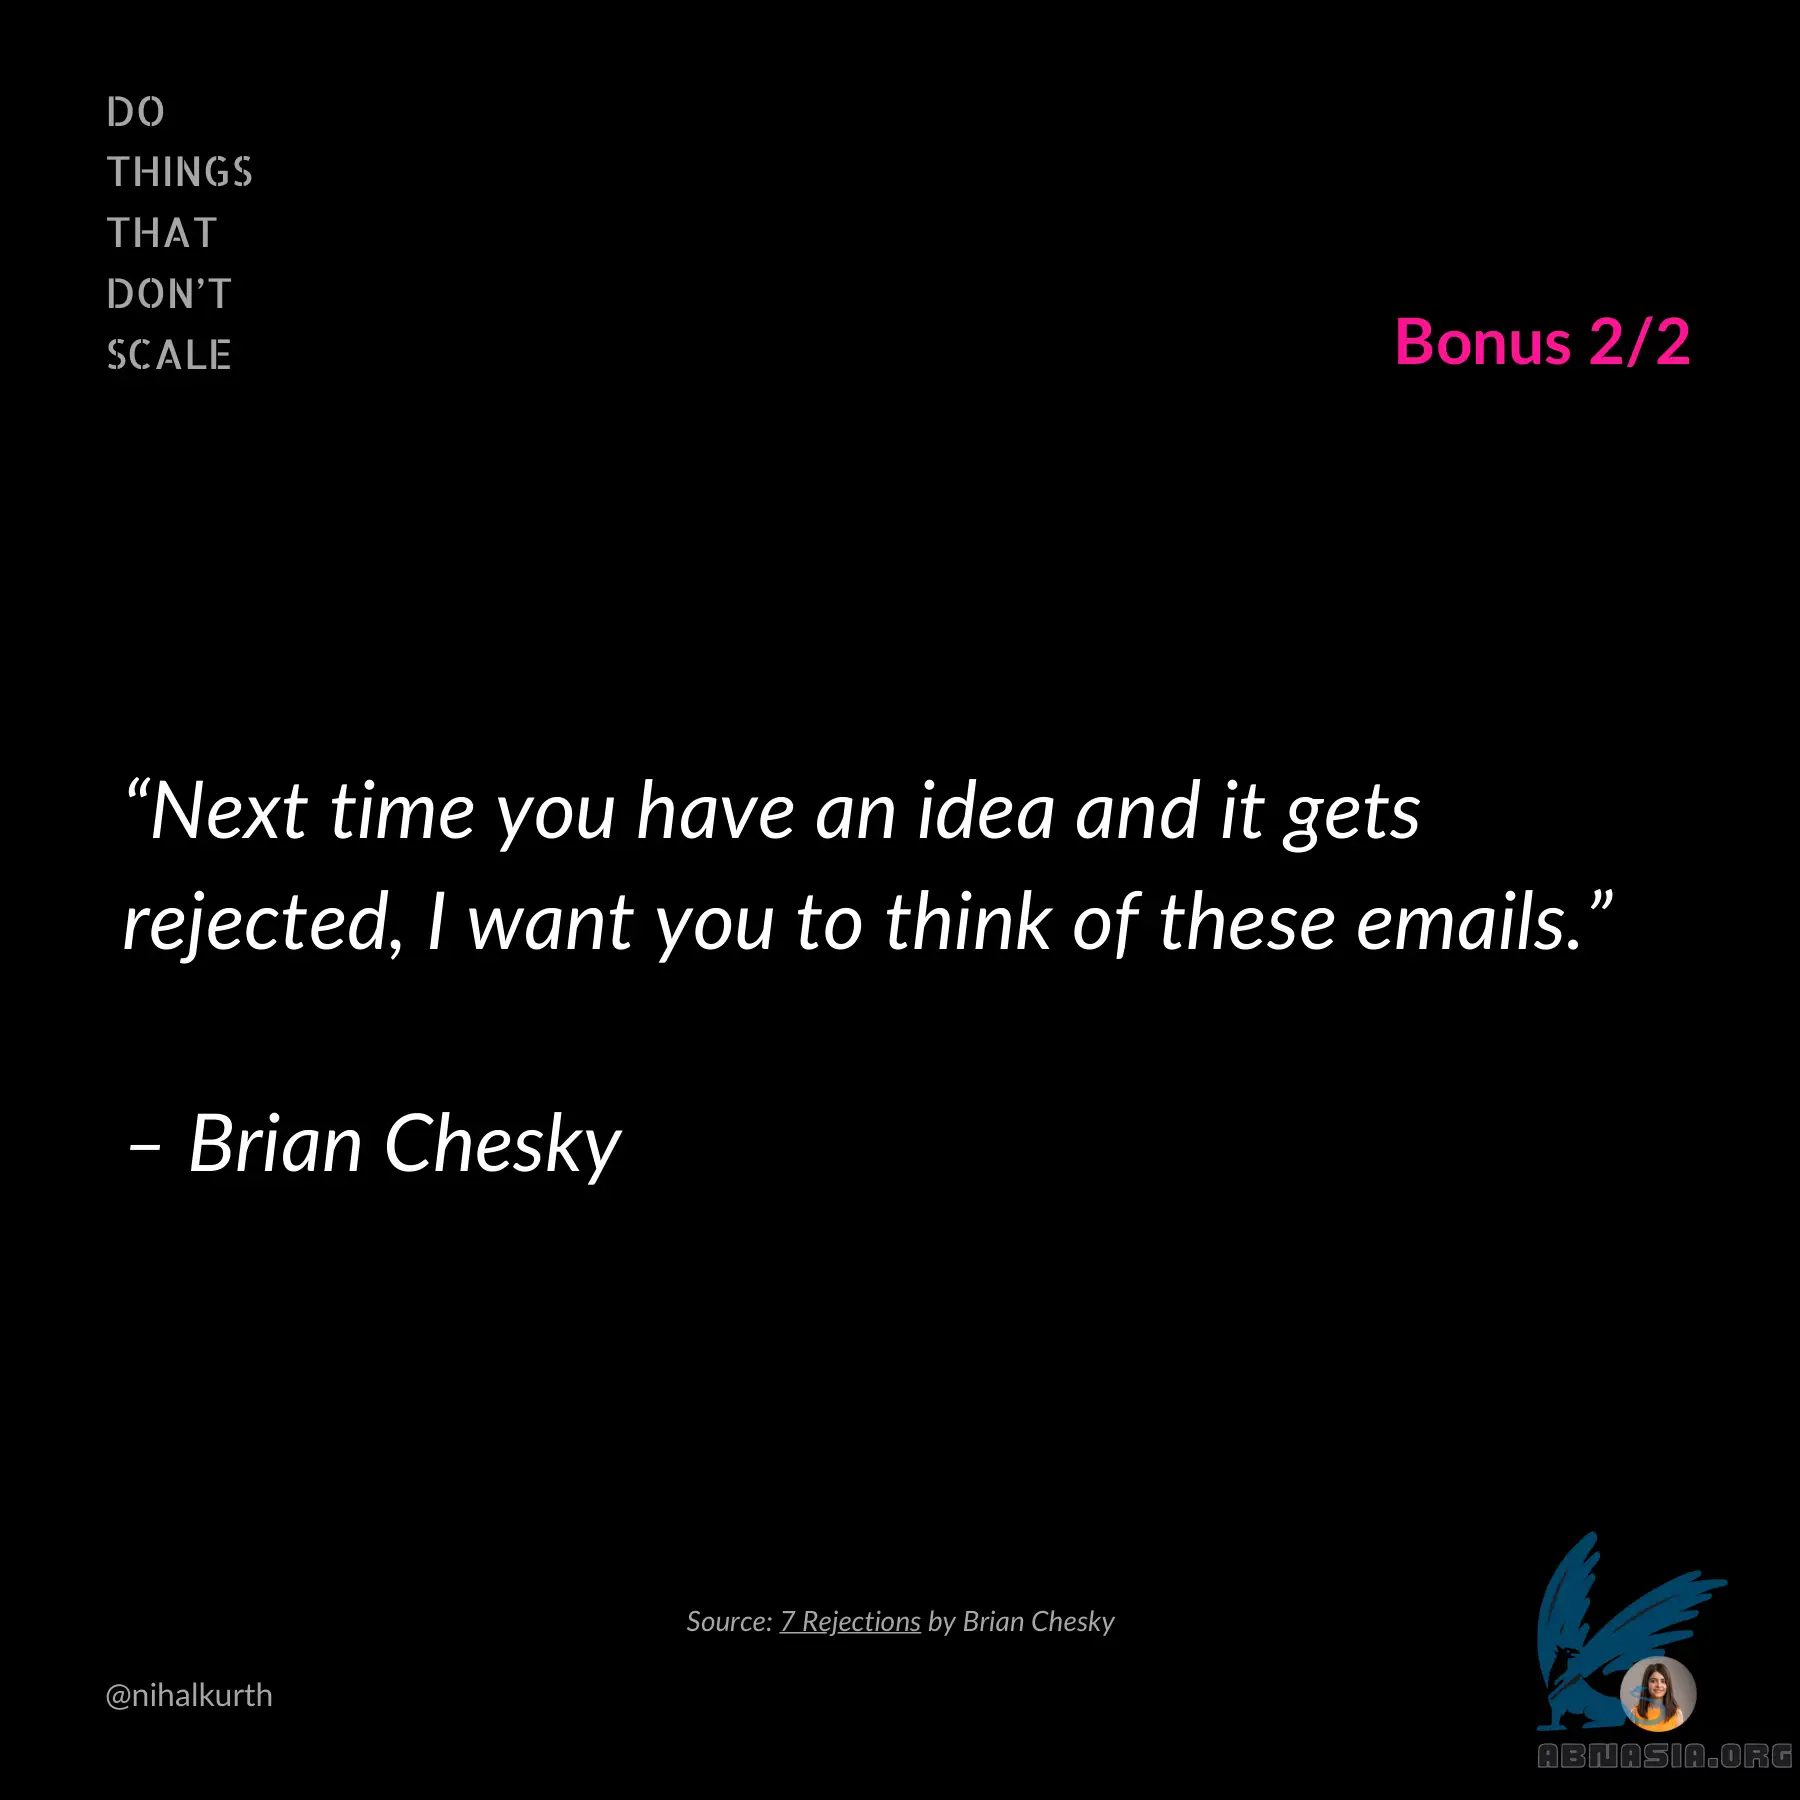 DO
THINGS
THAT
DON’T
SCALE
Bonus 2/2
“Next time you have an idea and it gets
rejected, I want you to think of these emails.”
– Brian Chesky
Source: 7 Rejections by Brian Chesky
@nihalkurth
ABNASIA.ORG